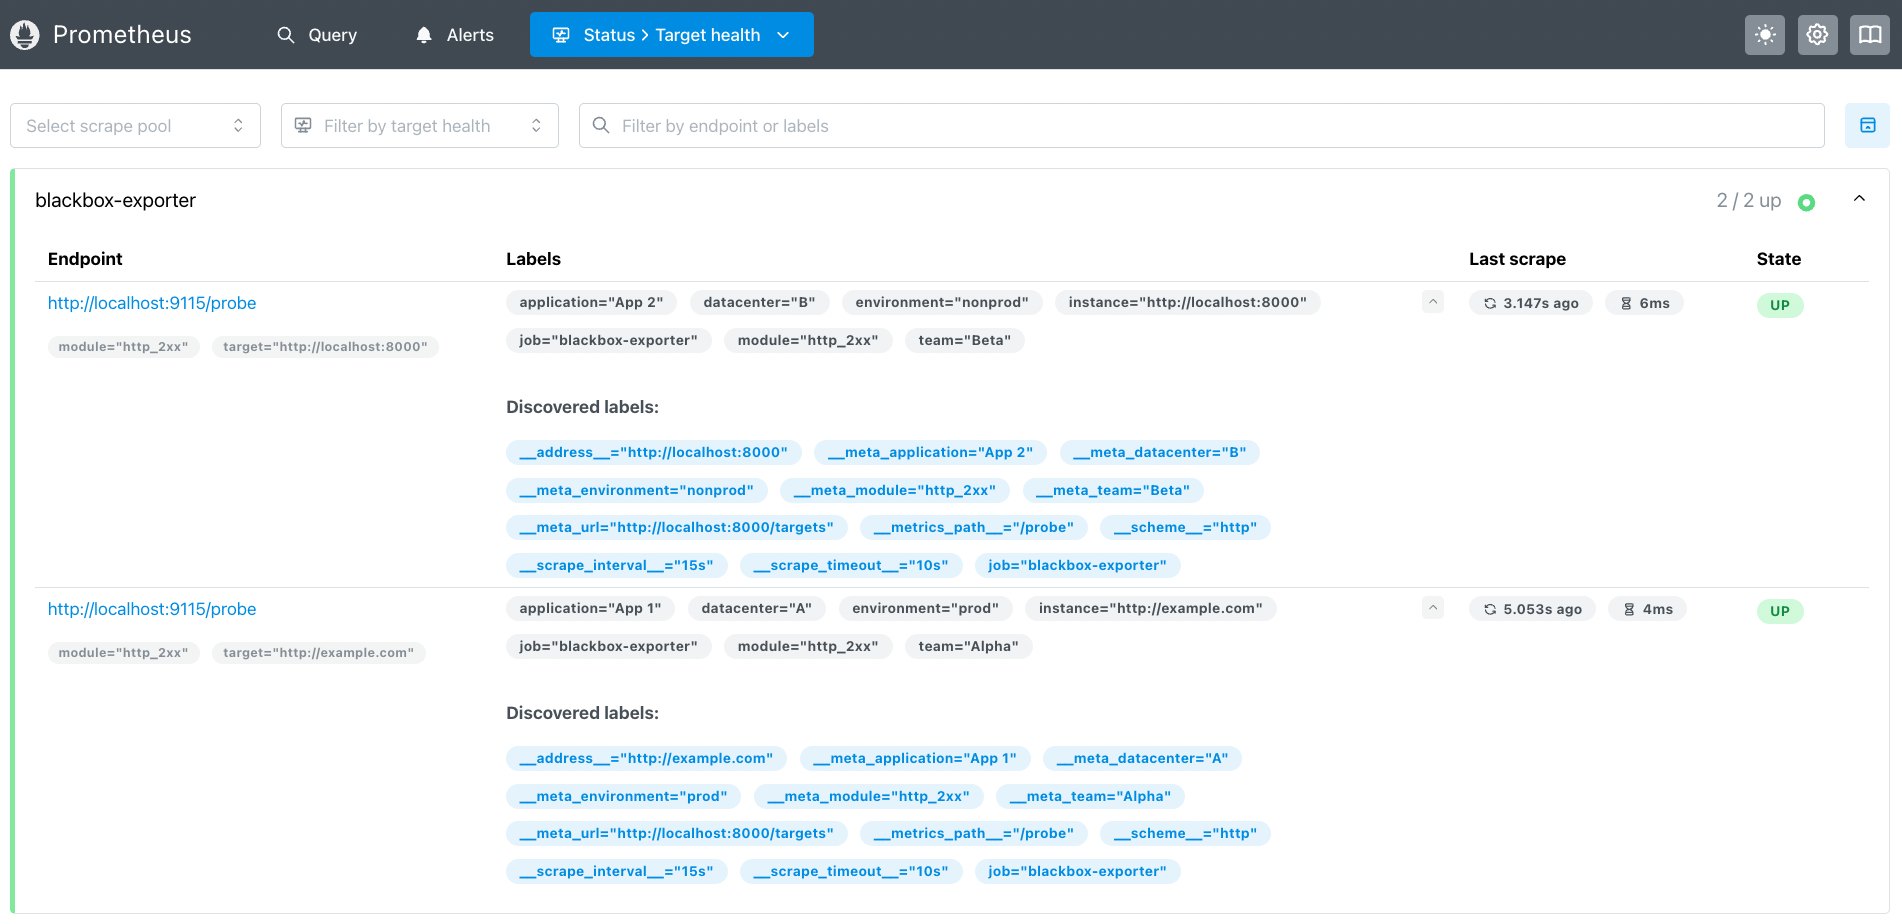 Prometheus Query Alerts Status > Target health
Select scrape pool Filter by target health Filter by endpoint or labels
blackbox-exporter 2 / 2 up
Endpoint Labels Last scrape State
http://localhost:9115/probe application="App 2" datacenter="B" environment="nonprod" instance="http://localhost:8000" 3.147s ago 6ms UP
module="http_2xx" target="http://localhost:8000" job="blackbox-exporter" module="http_2xx" team="Beta"
Discovered labels:
__address__="http://localhost:8000" __meta_application="App 2" __meta_datacenter="B"
__meta_environment="nonprod" __meta_module="http_2xx" __meta_team="Beta"
__meta_url="http://localhost:8000/targets" __metrics_path__="/probe" __scheme__="http"
__scrape_interval__="15s" __scrape_timeout__="10s" job="blackbox-exporter"
http://localhost:9115/probe application="App 1" datacenter="A" environment="prod" instance="http://example.com" 5.053s ago 4ms UP
module="http_2xx" target="http://example.com" job="blackbox-exporter" module="http_2xx" team="Alpha"
Discovered labels:
__address__="http://example.com" __meta_application="App 1" __meta_datacenter="A"
__meta_environment="prod" __meta_module="http_2xx" __meta_team="Alpha"
__meta_url="http://localhost:8000/targets" __metrics_path__="/probe" __scheme__="http"
__scrape_interval__="15s" __scrape_timeout__="10s" job="blackbox-exporter"